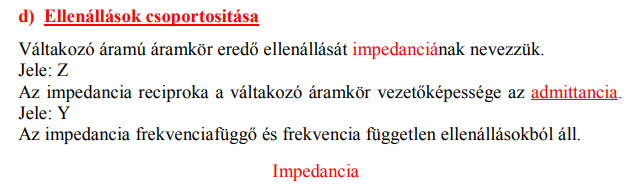 d) Ellenállások csoportositása
Váltakozó áramú áramkör eredő ellenállását impedanciának nevezzük.
Jele: Z
Az impedancia reciproka a váltakozó áramkör vezetőképessége az admittancia.
Jele: Y
Az impedancia frekvenciafüggő és frekvencia független ellenállásokból áll.
Impedancia